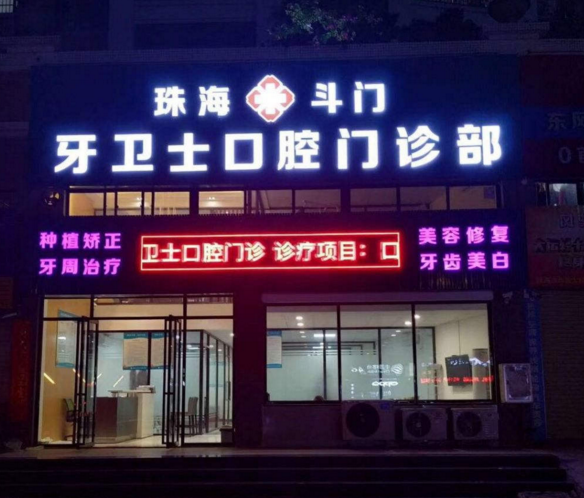 珠海 斗门
牙卫士口腔门诊部
种植矫正
牙周治疗
卫士口腔门诊 诊疗项目: 口
美容修复
牙齿美白
东
oppo